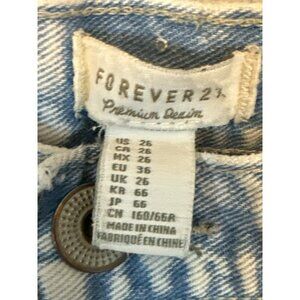 FOREVER 21
Premium Denim
US 26
CA 26
MX 26
EU 36
UK 26
KR 66
JP 66
CN 160/66A
MADE IN CHINA
FABRIQUÉ EN CHINE